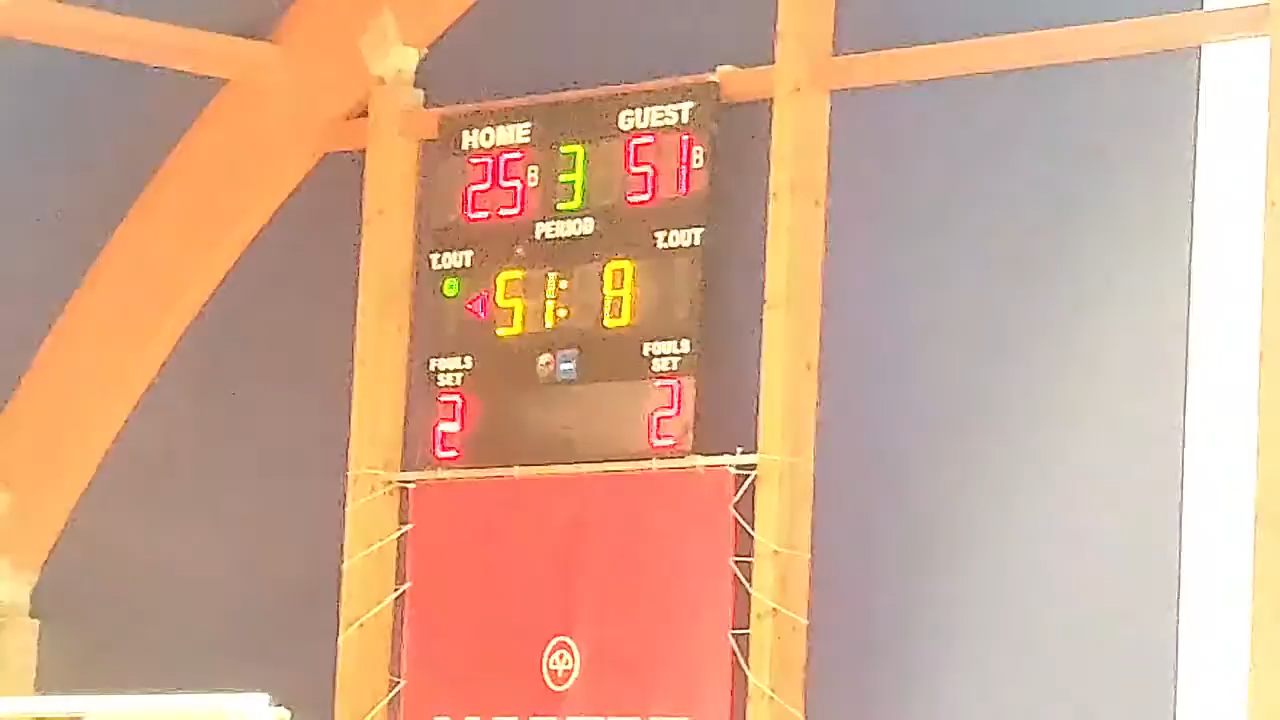 HOME GUEST
25 B 3 51 B
PERIOD
T.OUT T.OUT
51: 8
FOULS SET FOULS SET
2 2